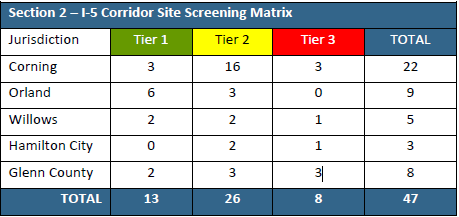 Section 2 – I-5 Corridor Site Screening Matrix
Jurisdiction Tier 1 Tier 2 Tier 3 TOTAL
Corning 3 16 3 22
Orland 6 3 0 9
Willows 2 2 1 5
Hamilton City 0 2 1 3
Glenn County 2 3 3 8
TOTAL 13 26 8 47